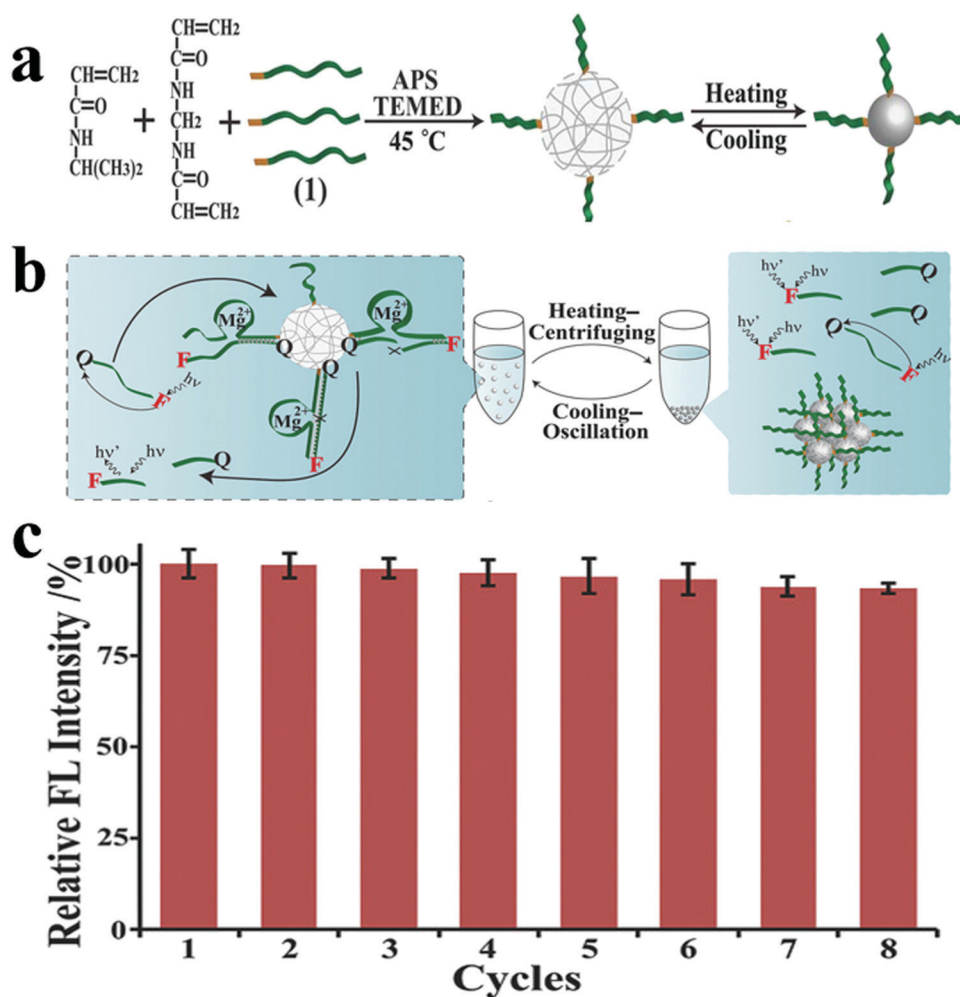 a
CH=CH2
C=O
NH
CH(CH3)2
+
CH=CH2
C=O
NH
CH2
NH
C=O
CH=CH2
+
(1)
APS
TEMED
45 °C
Heating
Cooling
b
Q
F
hν
hν'
hν
F
Q
Mg2+
F
Q
Mg2+
Q
×
F
Q
Mg2+
×
F
Heating–
Centrifuging
Cooling–
Oscillation
hν'
hν
F
Q
hν'
hν
F
Q
Q
hν
F
c
Relative FL Intensity /%
100
75
50
25
0
1 2 3 4 5 6 7 8
Cycles